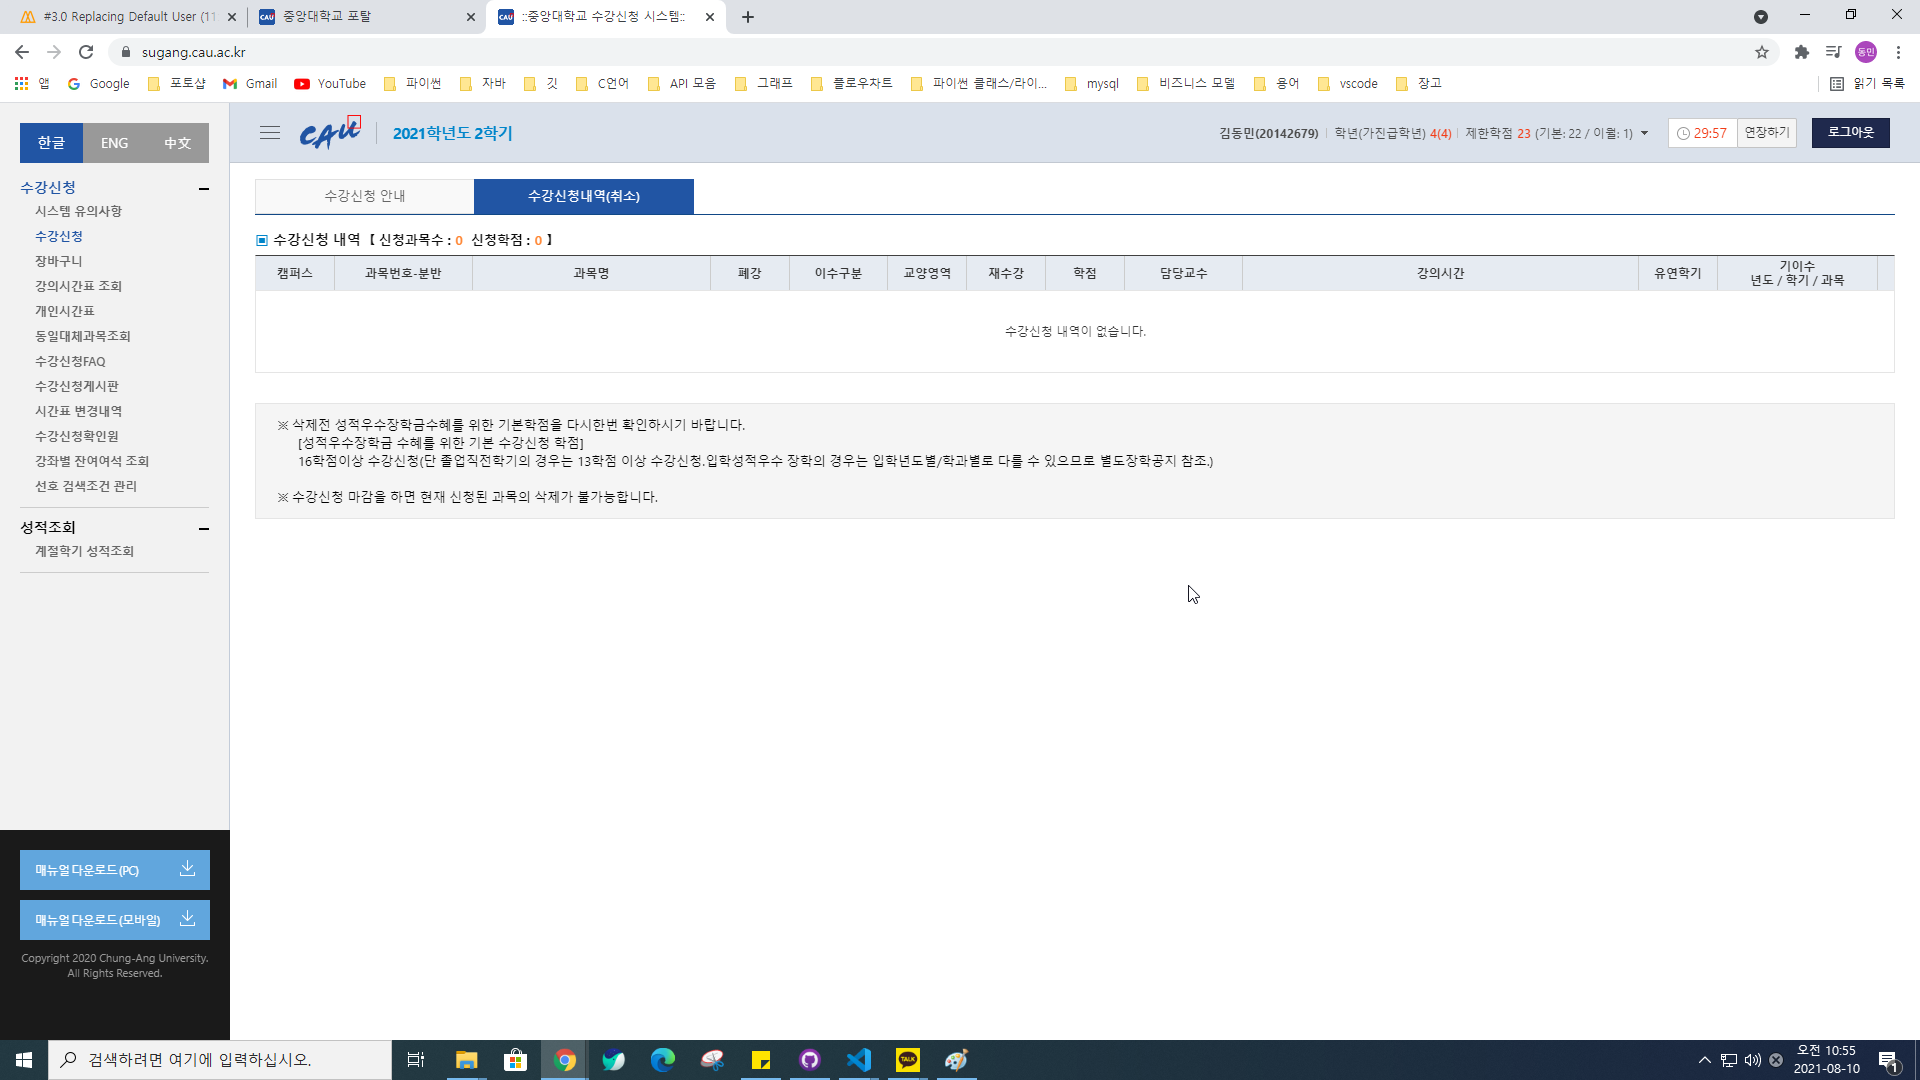 #3.0 Replacing Default User (11
중앙대학교 포탈
::중앙대학교 수강신청 시스템::
sugang.cau.ac.kr
동민
앱 Google 포토샵 Gmail YouTube 파이썬 자바 깃 C언어 API 모음 그래프 플로우차트 파이썬 클래스/라이... mysql 비즈니스 모델 용어 vscode 장고 읽기 목록
한글 ENG 中文
CAU 2021학년도 2학기
김동민(20142679) 학년(가진급학년) 4(4) 제한학점 23 (기본: 22 / 이월: 1) 29:57 연장하기 로그아웃
수강신청
시스템 유의사항
수강신청
장바구니
강의시간표 조회
개인시간표
동일대체과목조회
수강신청FAQ
수강신청게시판
시간표 변경내역
수강신청확인원
강좌별 잔여여석 조회
선호 검색조건 관리
성적조회
계절학기 성적조회
매뉴얼 다운로드(PC)
매뉴얼 다운로드(모바일)
Copyright 2020 Chung-Ang University.
All Rights Reserved.
수강신청 안내 수강신청내역(취소)
수강신청 내역 【 신청과목수 : 0 신청학점 : 0 】
캠퍼스 과목번호-분반 과목명 폐강 이수구분 교양영역 재수강 학점 담당교수 강의시간 유연학기 기이수
년도 / 학기 / 과목
수강신청 내역이 없습니다.
※ 삭제전 성적우수장학금수혜를 위한 기본학점을 다시한번 확인하시기 바랍니다.
[성적우수장학금 수혜를 위한 기본 수강신청 학점]
16학점이상 수강신청(단 졸업직전학기의 경우는 13학점 이상 수강신청.입학성적우수 장학의 경우는 입학년도별/학과별로 다를 수 있으므로 별도장학공지 참조.)
※ 수강신청 마감을 하면 현재 신청된 과목의 삭제가 불가능합니다.
검색하려면 여기에 입력하십시오.
TALK
오전 10:55
2021-08-10
1